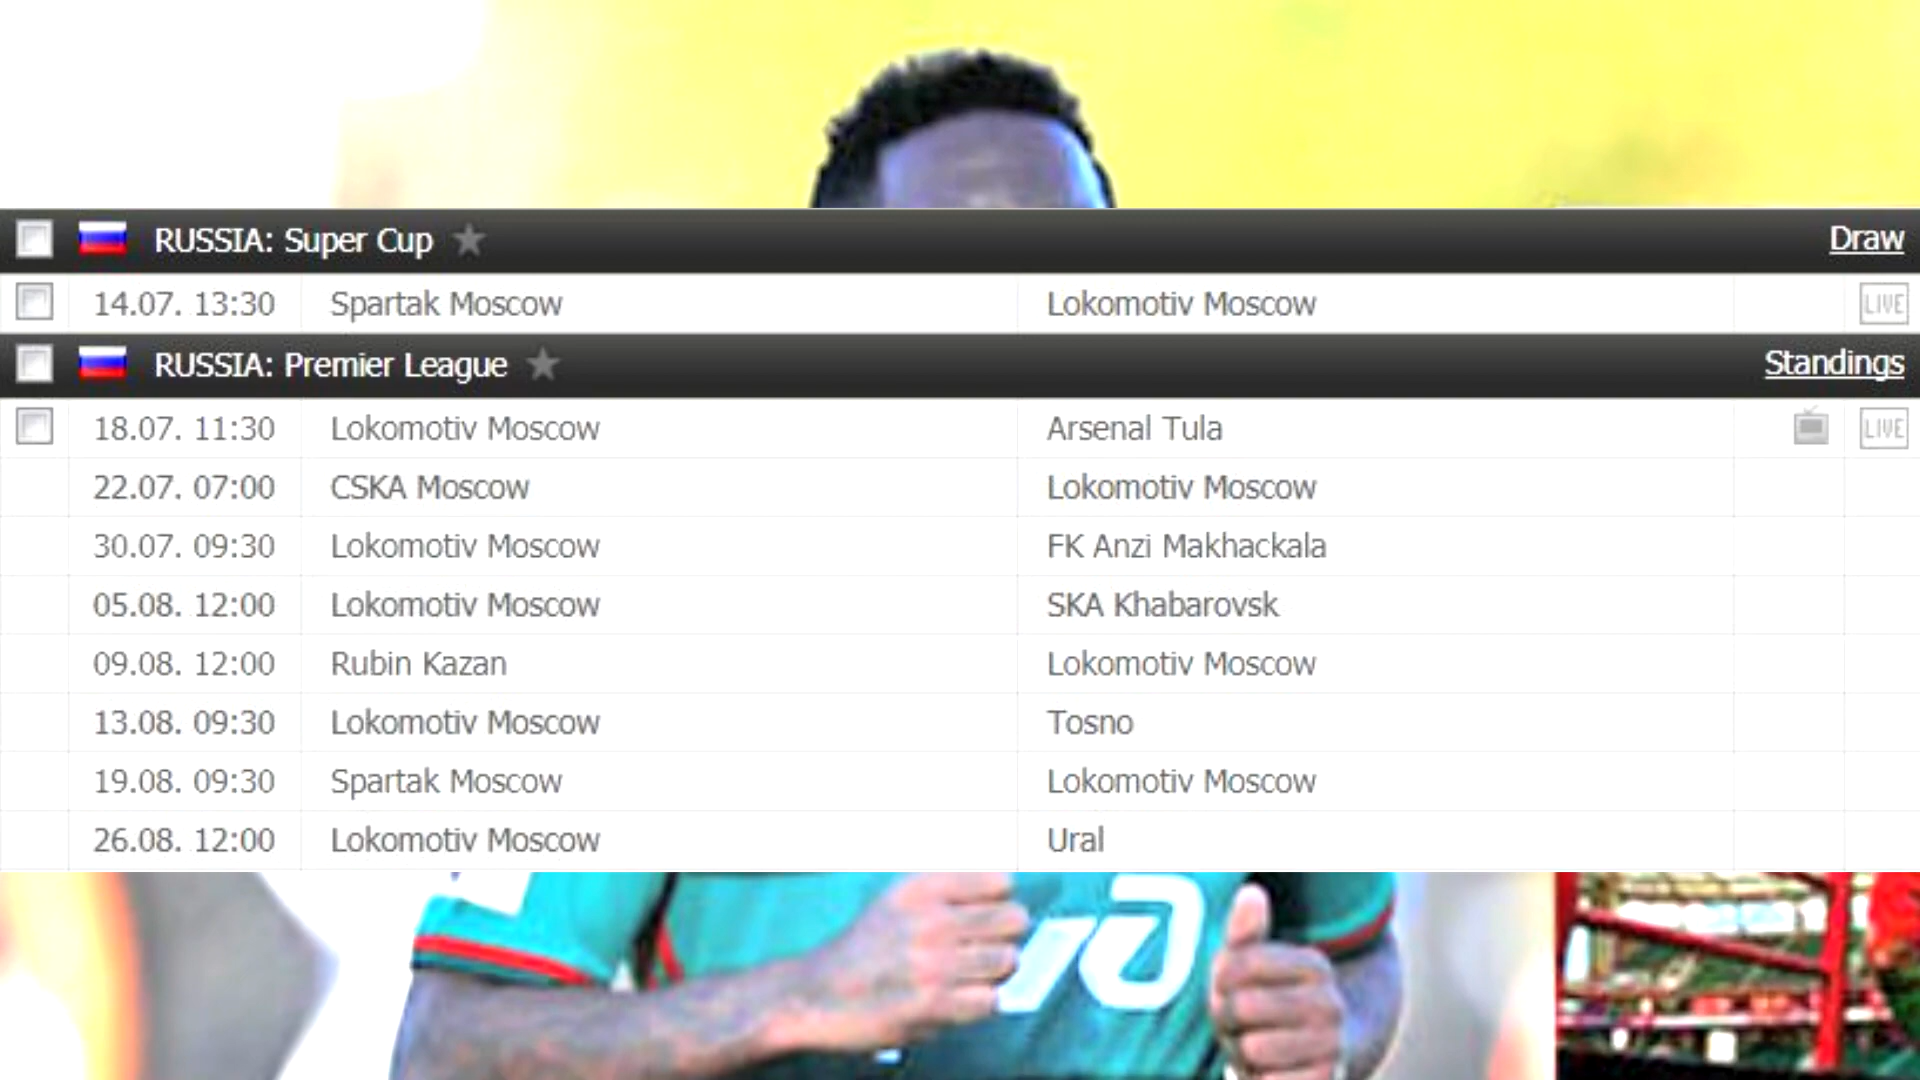 RUSSIA: Super Cup Draw
14.07. 13:30 Spartak Moscow Lokomotiv Moscow LIVE
RUSSIA: Premier League Standings
18.07. 11:30 Lokomotiv Moscow Arsenal Tula LIVE
22.07. 07:00 CSKA Moscow Lokomotiv Moscow
30.07. 09:30 Lokomotiv Moscow FK Anzi Makhackala
05.08. 12:00 Lokomotiv Moscow SKA Khabarovsk
09.08. 12:00 Rubin Kazan Lokomotiv Moscow
13.08. 09:30 Lokomotiv Moscow Tosno
19.08. 09:30 Spartak Moscow Lokomotiv Moscow
26.08. 12:00 Lokomotiv Moscow Ural